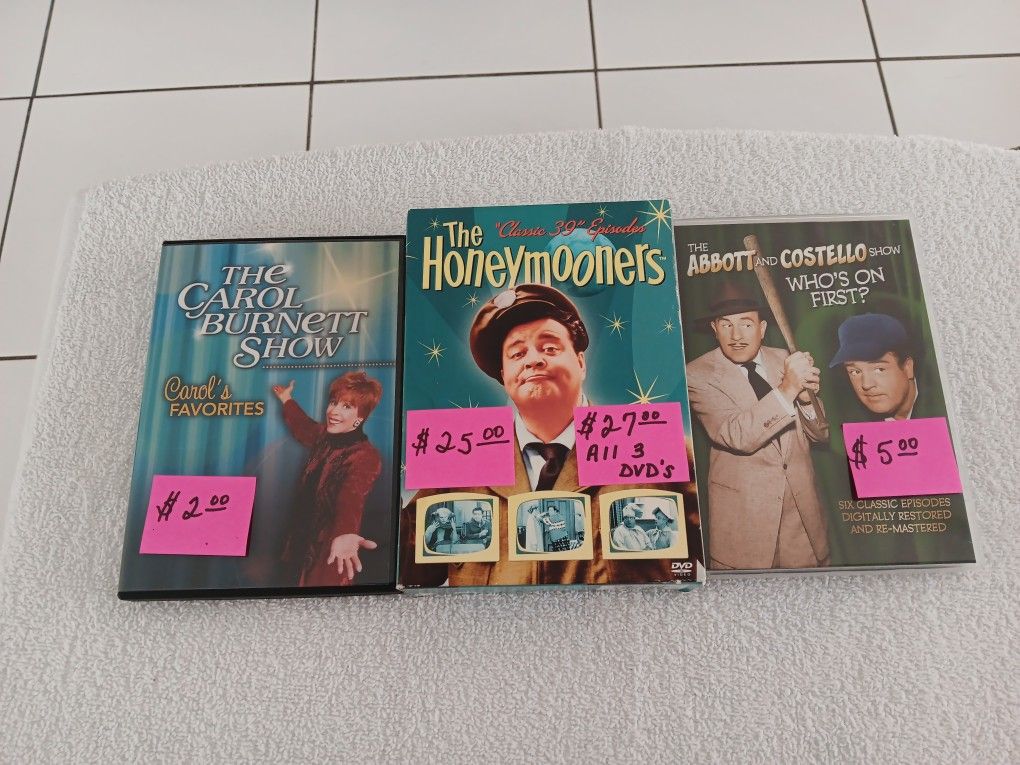 THE
CAROL
BURNETT
SHOW
Carol's
FAVORITES
$2.00
"Classic 39" Episodes
The
Honeymooners™
$25.00
$27.00
All 3
DVD's
DVD
VIDEO
THE
ABBOTT AND COSTELLO SHOW
WHO'S ON
FIRST?
$5.00
SIX CLASSIC EPISODES
DIGITALLY RESTORED
AND RE-MASTERED